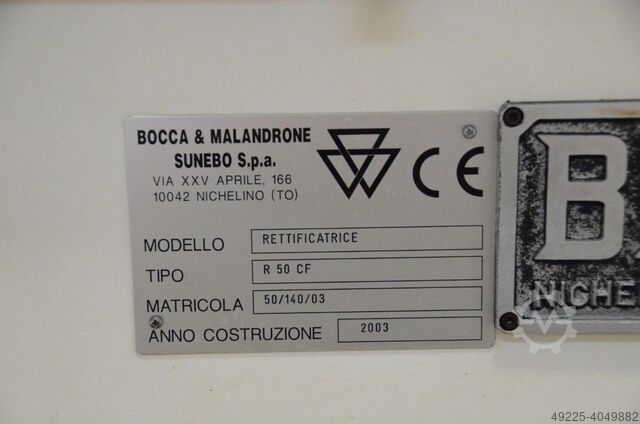 BOCCA & MALANDRONE
SUNEBO S.p.a.
VIA XXV APRILE, 166
10042 NICHELINO (TO)
CE
MODELLO RETTIFICATRICE
TIPO R 50 CF
MATRICOLA 50/140/03
ANNO COSTRUZIONE 2003
B
NICHE
49225-4049882